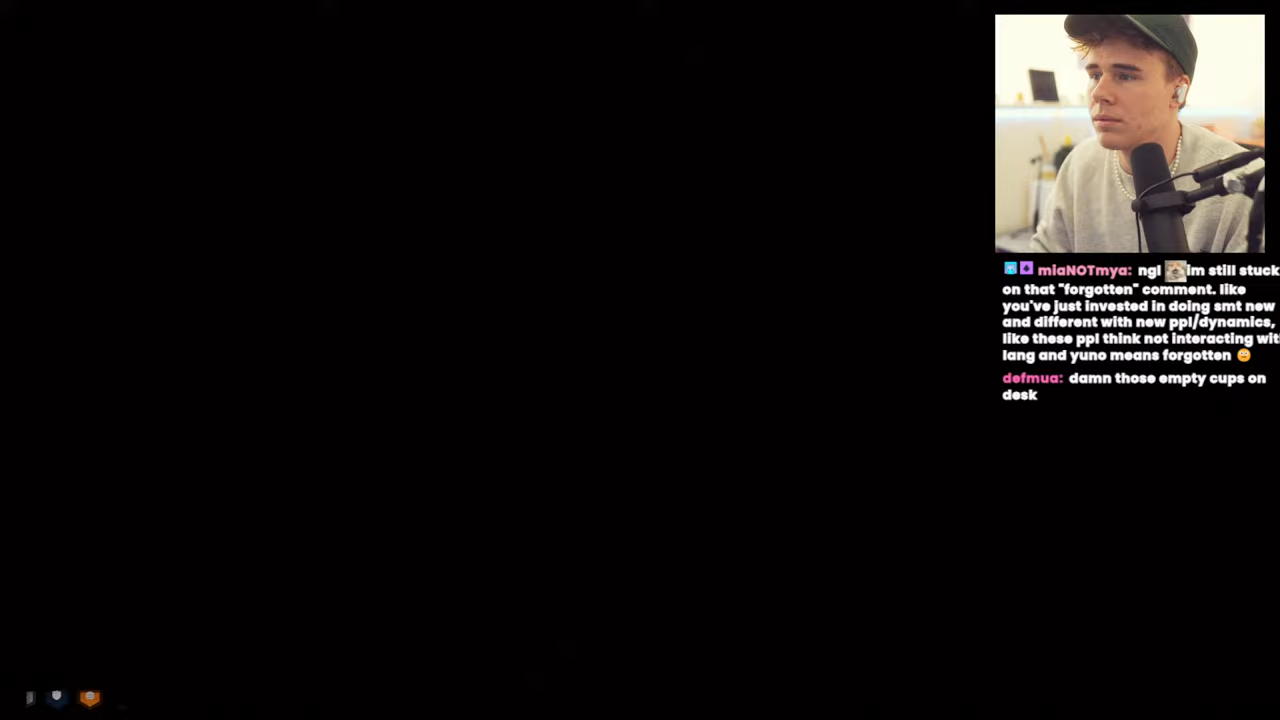 miaNOTmya: ngl im still stuck
on that "forgotten" comment. like
you've just invested in doing smt new
and different with new ppl/dynamics,
like these ppl think not interacting wit
lang and yuno means forgotten
defmua: damn those empty cups on
desk